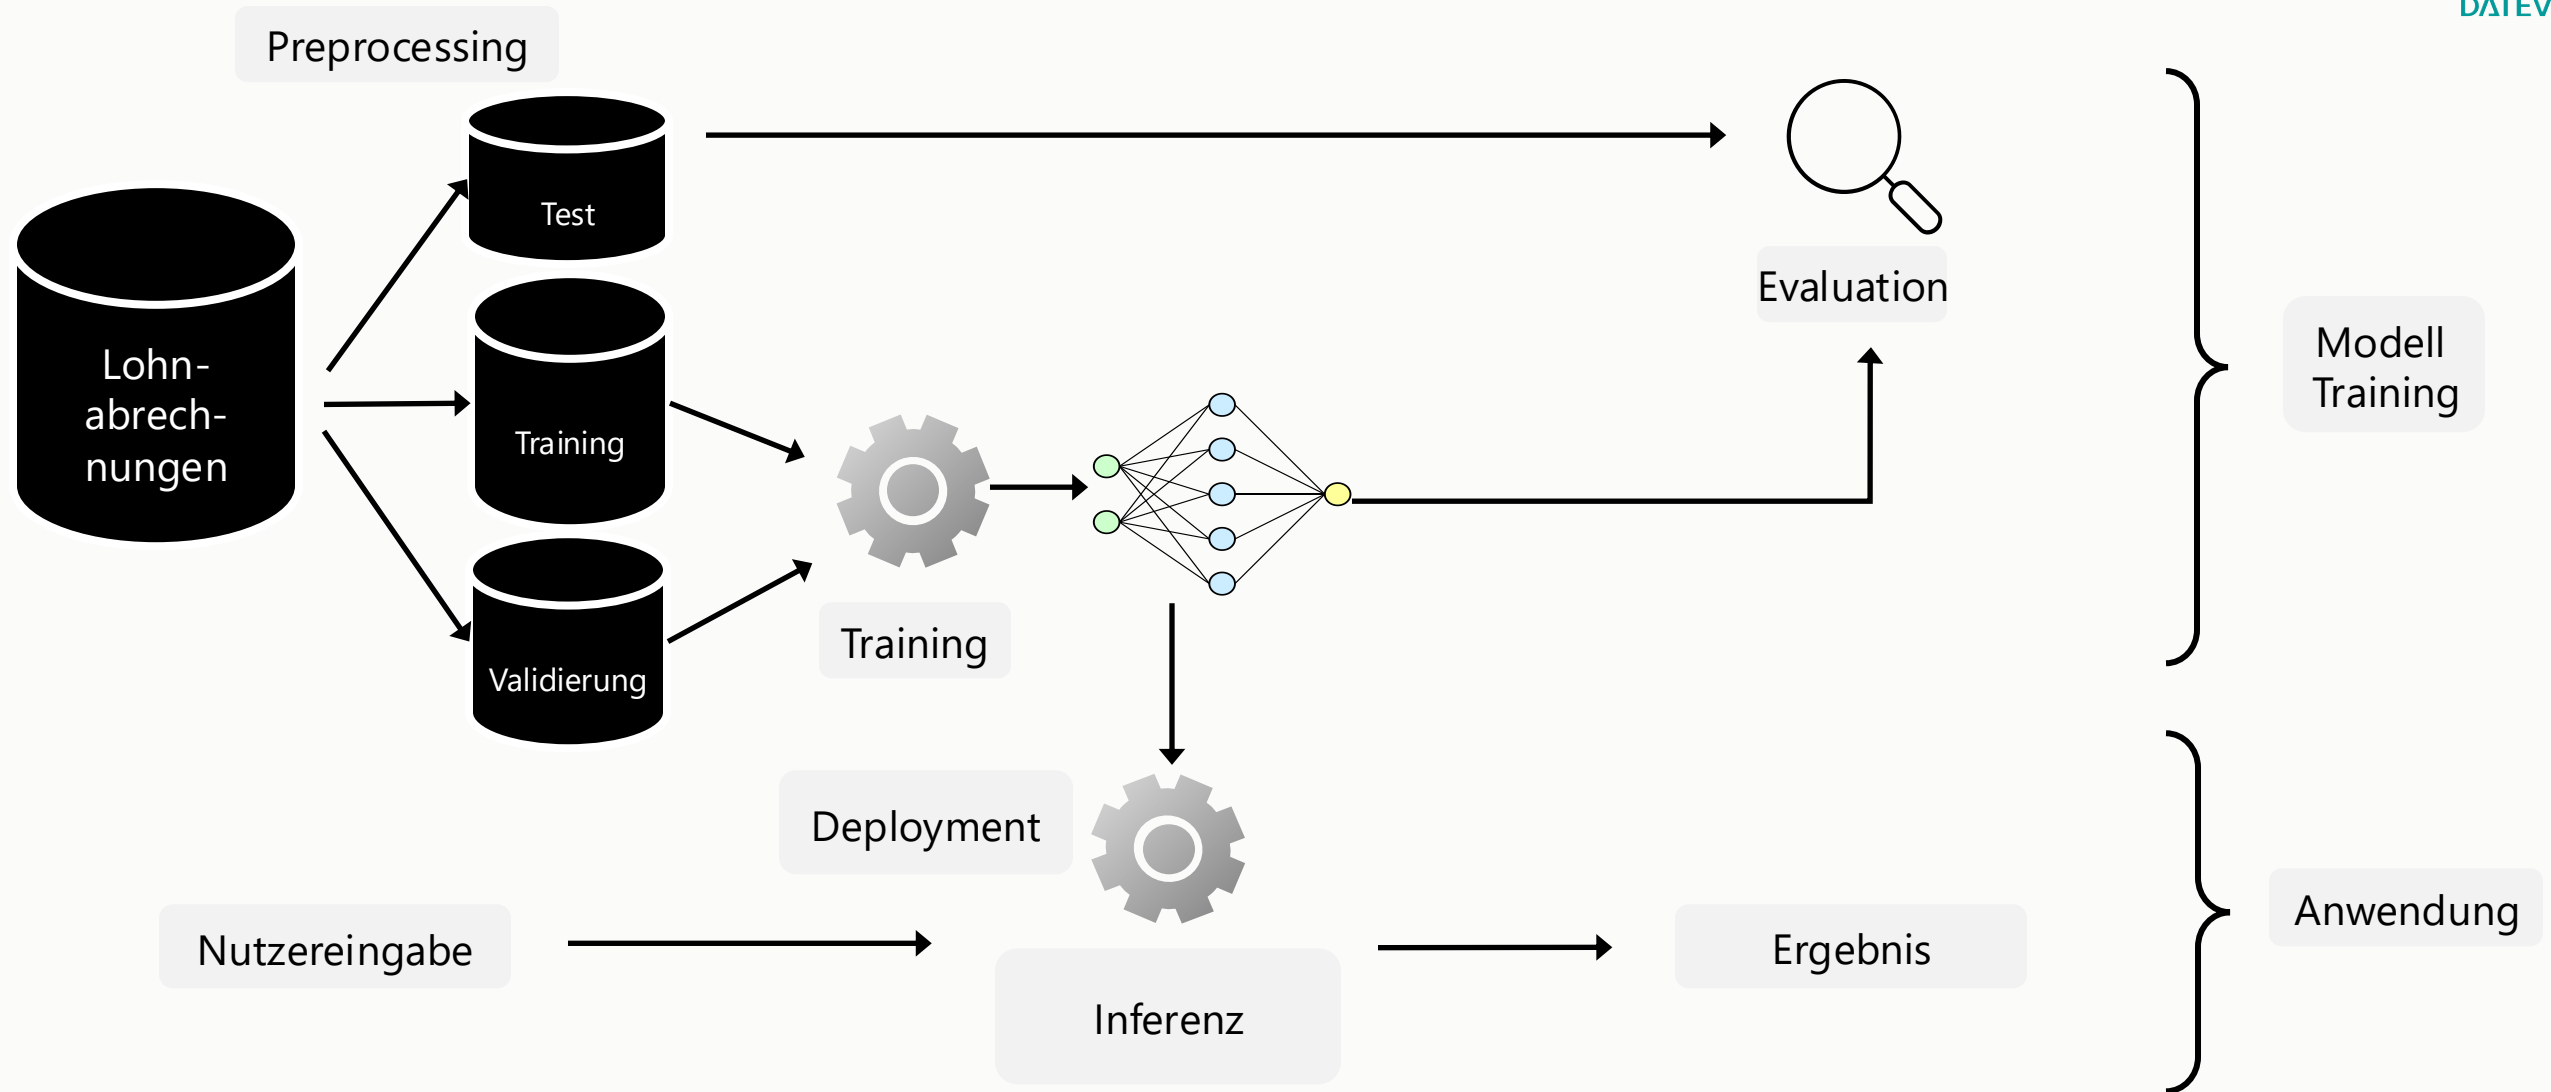 DATEV
Preprocessing
Test
Lohn-
abrech-
nungen
Training
Validierung
Training
Evaluation
Modell
Training
Deployment
Nutzereingabe
Inferenz
Ergebnis
Anwendung